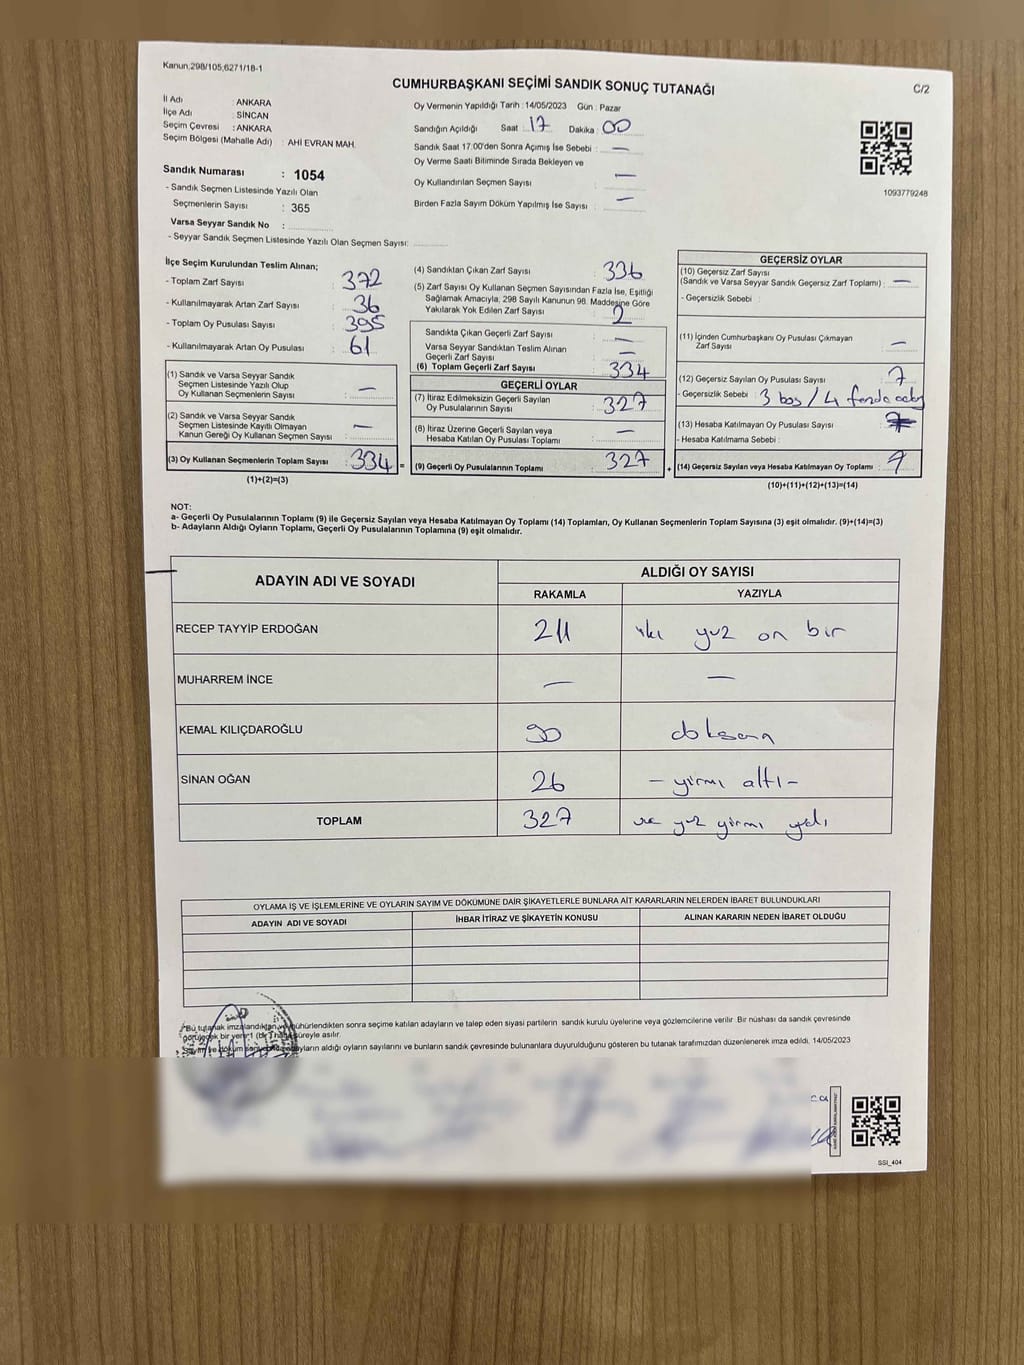 Kanun,298/105,6271/18-1
CUMHURBAŞKANI SEÇİMİ SANDIK SONUÇ TUTANAĞI
C/2
İl Adı : ANKARA
İlçe Adı : SİNCAN
Seçim Çevresi : ANKARA
Seçim Bölgesi (Mahalle Adı) : AHİ EVRAN MAH.
Sandık Numarası : 1054
- Sandık Seçmen Listesinde Yazılı Olan
Seçmenlerin Sayısı : 365
Varsa Seyyar Sandık No :
- Seyyar Sandık Seçmen Listesinde Yazılı Olan Seçmen Sayısı:
Oy Vermenin Yapıldığı Tarih : 14/05/2023 Gün : Pazar
Sandığın Açıldığı Saat : 17 Dakika : 00
Sandık Saat 17:00'den Sonra Açımış İse Sebebi : —
Oy Verme Saati Bitiminde Sırada Bekleyen ve
Oy Kullandırılan Seçmen Sayısı : —
Birden Fazla Sayım Döküm Yapılmış İse Sayısı : —
1093779248
İlçe Seçim Kurulundan Teslim Alınan;
- Toplam Zarf Sayısı : 372
- Kullanılmayarak Artan Zarf Sayısı : 36
- Toplam Oy Pusulası Sayısı : 395
- Kullanılmayarak Artan Oy Pusulası : 61
(1) Sandık ve Varsa Seyyar Sandık
Seçmen Listesinde Yazılı Olup
Oy Kullanan Seçmenlerin Sayısı : —
(2) Sandık ve Varsa Seyyar Sandık
Seçmen Listesinde Kayıtlı Olmayan
Kanun Gereği Oy Kullanan Seçmen Sayısı : —
(3) Oy Kullanan Seçmenlerin Toplam Sayısı : 334 =
(1)+(2)=(3)
(4) Sandıktan Çıkan Zarf Sayısı : 336
(5) Zarf Sayısı Oy Kullanan Seçmen Sayısından Fazla İse, Eşitliği
Sağlamak Amacıyla, 298 Sayılı Kanunun 98. Maddesine Göre
Yakılarak Yok Edilen Zarf Sayısı : 2
Sandıkta Çıkan Geçerli Zarf Sayısı : —
Varsa Seyyar Sandıktan Teslim Alınan
Geçerli Zarf Sayısı : —
(6) Toplam Geçerli Zarf Sayısı : 334
GEÇERLİ OYLAR
(7) İtiraz Edilmeksizin Geçerli Sayılan
Oy Pusulalarının Sayısı : 327
(8) İtiraz Üzerine Geçerli Sayılan veya
Hesaba Katılan Oy Pusulası Toplamı : —
(9) Geçerli Oy Pusulalarının Toplamı : 327 +
GEÇERSİZ OYLAR
(10) Geçersiz Zarf Sayısı
(Sandık ve Varsa Seyyar Sandık Geçersiz Zarf Toplamı) : —
- Geçersizlik Sebebi :
(11) İçinden Cumhurbaşkanı Oy Pusulası Çıkmayan
Zarf Sayısı : —
(12) Geçersiz Sayılan Oy Pusulası Sayısı : 7
- Geçersizlik Sebebi : 3 boş / 4 fazla
(13) Hesaba Katılmayan Oy Pusulası Sayısı
- Hesaba Katılmama Sebebi :
(14) Geçersiz Sayılan veya Hesaba Katılmayan Oy Toplamı : 7
(10)+(11)+(12)+(13)=(14)
NOT:
a- Geçerli Oy Pusulalarının Toplamı (9) ile Geçersiz Sayılan veya Hesaba Katılmayan Oy Toplamı (14) Toplamları, Oy Kullanan Seçmenlerin Toplam Sayısına (3) eşit olmalıdır. (9)+(14)=(3)
b- Adayların Aldığı Oyların Toplamı, Geçerli Oy Pusulalarının Toplamına (9) eşit olmalıdır.
ADAYIN ADI VE SOYADI
ALDIĞI OY SAYISI
RAKAMLA YAZIYLA
RECEP TAYYİP ERDOĞAN 211 iki yuz on bir
MUHARREM İNCE — —
KEMAL KILIÇDAROĞLU 90 doksan
SİNAN OĞAN 26 - yirmi altı -
TOPLAM 327 yuz yirmi yedi
OYLAMA İŞ VE İŞLEMLERİNE VE OYLARIN SAYIM VE DÖKÜMÜNE DAİR ŞİKAYETLERLE BUNLARA AİT KARARLARIN NELERDEN İBARET BULUNDUKLARI
ADAYIN ADI VE SOYADI İHBAR İTİRAZ VE ŞİKAYETİN KONUSU ALINAN KARARIN NEDEN İBARET OLDUĞU
Bu tutanak imzalandıktan ve mühürlendikten sonra seçime katılan adayların ve talep eden siyasi partilerin sandık kurulu üyelerine veya gözlemcilerine verilir. Bir nüshası da sandık çevresinde
görülecek bir yere 1 (bir) hafta süreyle asılır.
adayların aldığı oyların sayılarını ve bunların sandık çevresinde bulunanlara duyurulduğunu gösteren bu tutanak tarafımızdan düzenlenerek imza edildi. 14/05/2023
SSI_404